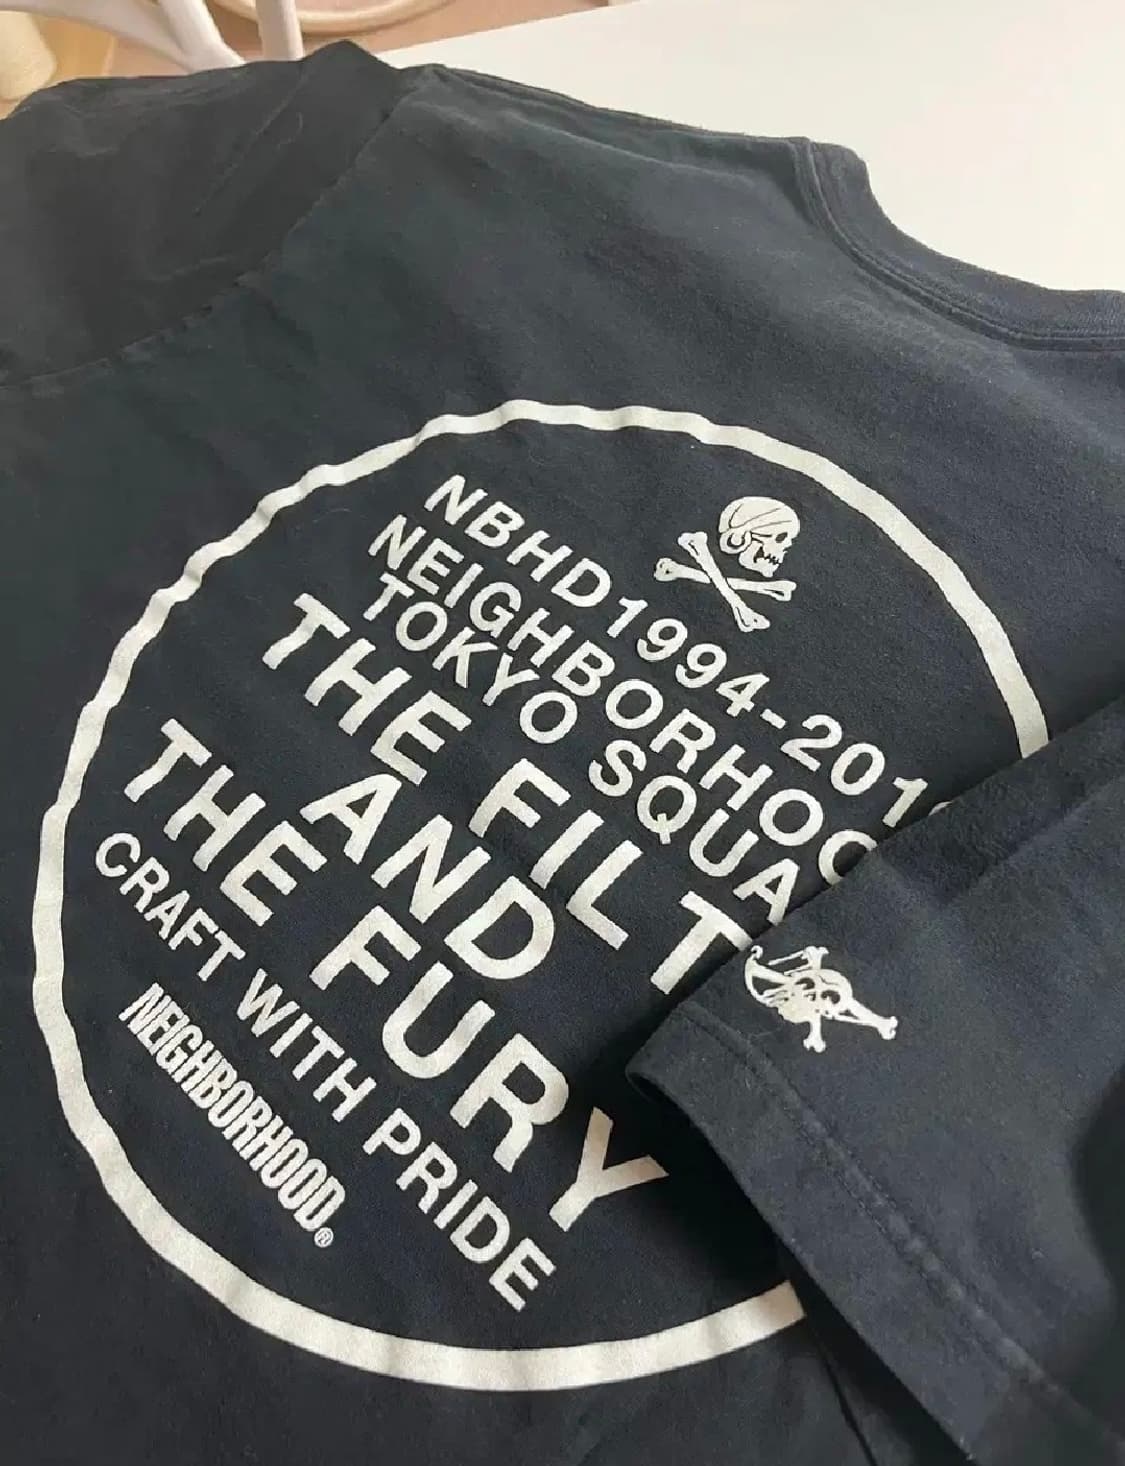 NBHD1994-201
NEIGHBORHOO
TOKYO SQUA
THE FILT
AND
THE FURY
CRAFT WITH PRIDE
NEIGHBORHOOD®